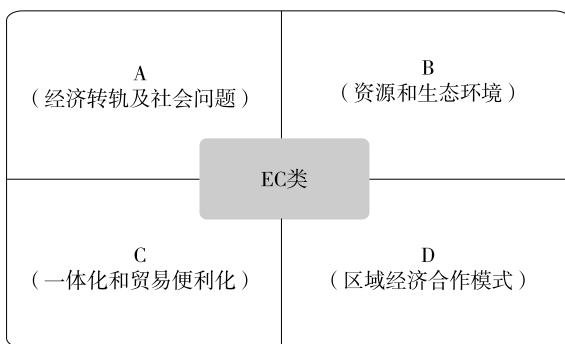 A
（经济转轨及社会问题）
B
（资源和生态环境）
EC类
C
（一体化和贸易便利化）
D
（区域经济合作模式）